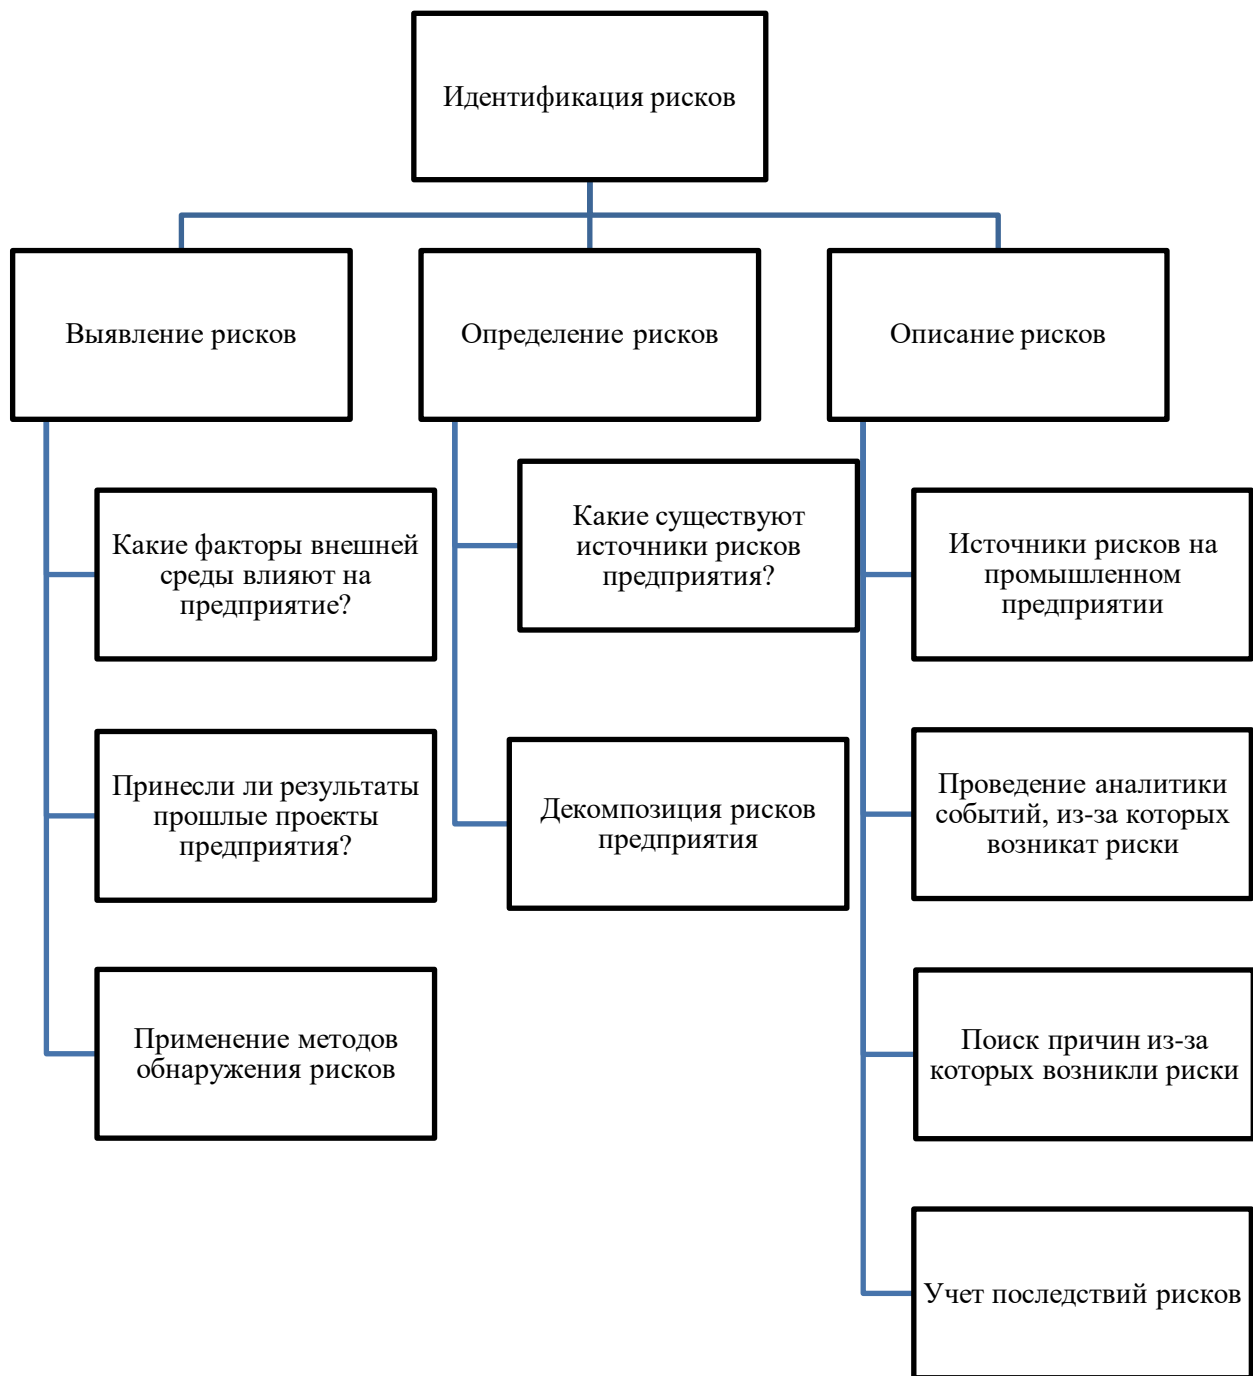 Идентификация рисков
Выявление рисков
Определение рисков
Описание рисков
Какие факторы внешней
среды влияют на
предприятие?
Принесли ли результаты
прошлые проекты
предприятия?
Применение методов
обнаружения рисков
Какие существуют
источники рисков
предприятия?
Декомпозиция рисков
предприятия
Источники рисков на
промышленном
предприятии
Проведение аналитики
событий, из-за которых
возникат риски
Поиск причин из-за
которых возникли риски
Учет последствий рисков